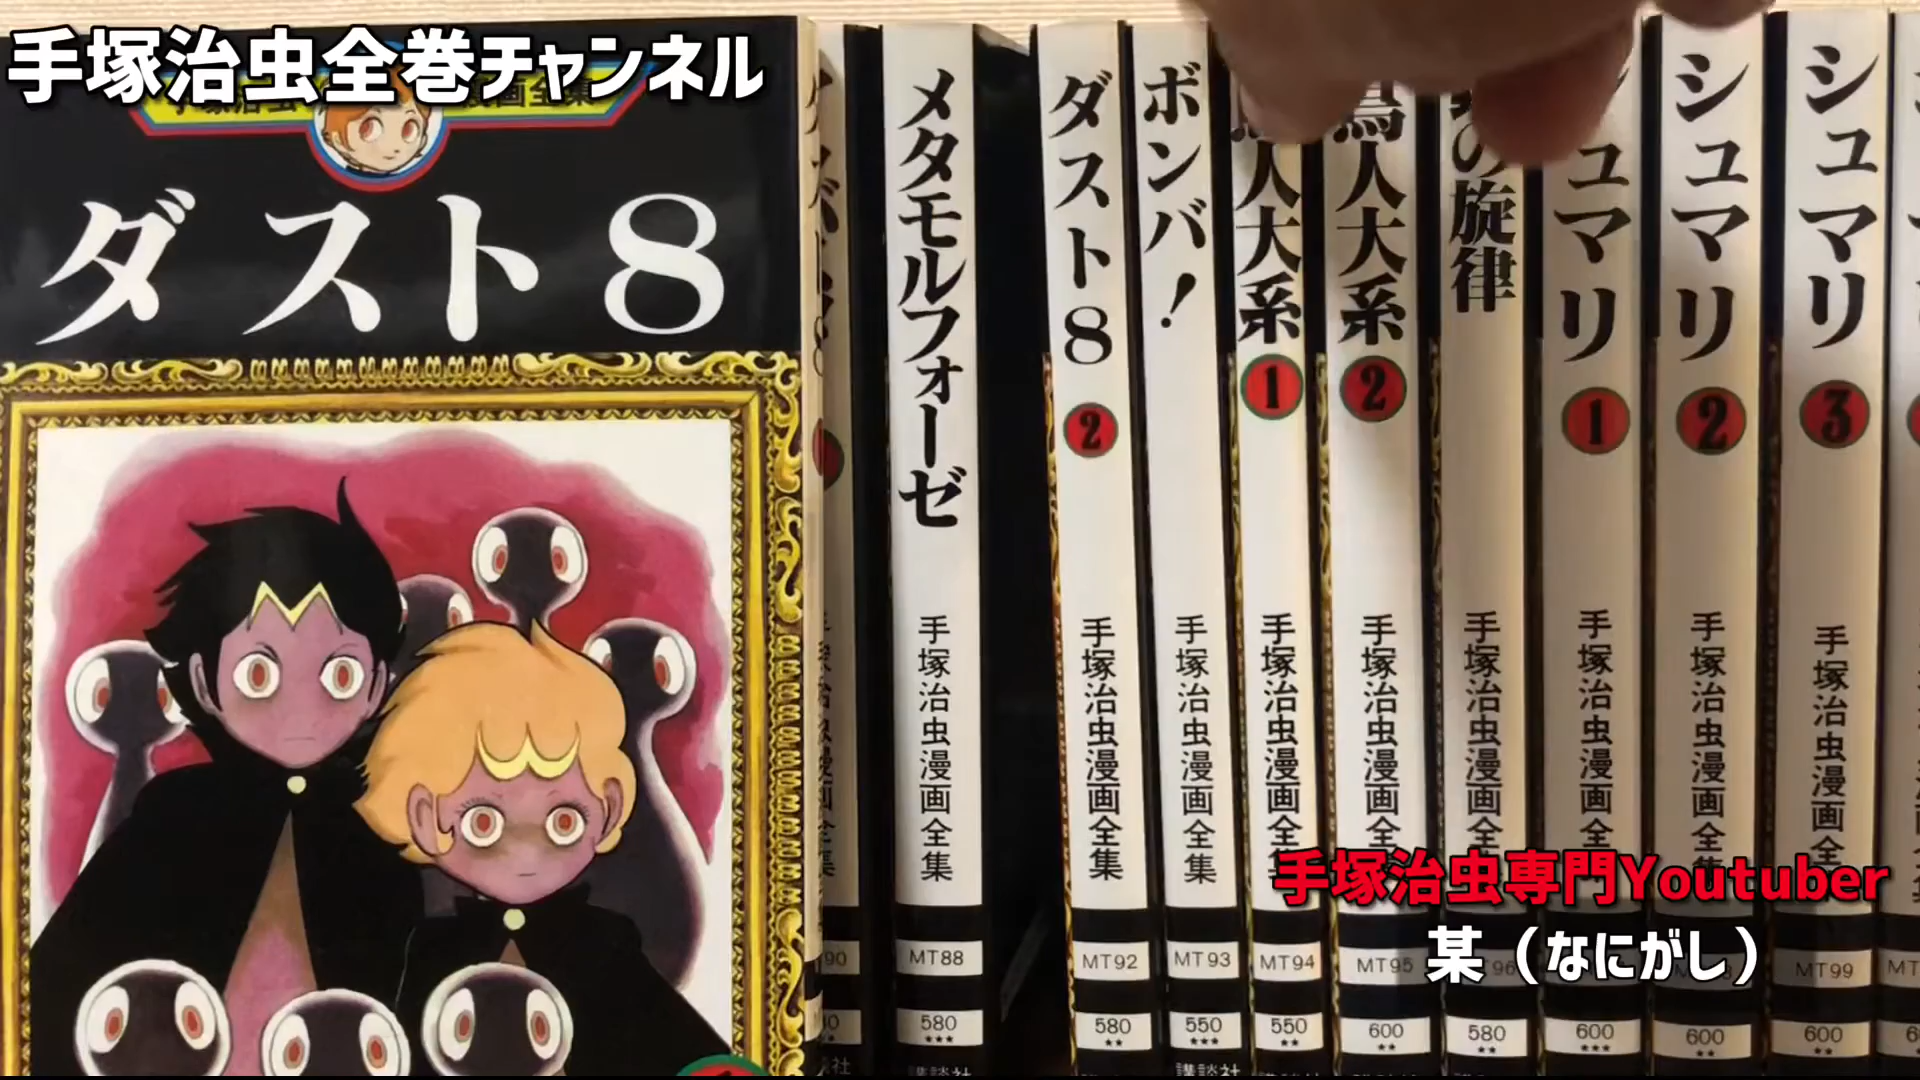 手塚治虫全巻チャンネル
ダスト8
メタモルフォーゼ
手塚治虫漫画全集
MT88
580
ダスト8
2
手塚治虫漫画全集
MT92
580
ボンバ!
手塚治虫漫画全集
MT93
550
講談社
人大系
1
手塚治虫漫画全集
MT94
550
鳥人大系
2
手塚治虫漫画全
MT95
600
の旋律
手塚治虫漫画全
580
ュマリ
1
手塚治虫漫画全
600
シュマリ
2
手塚治虫漫画全
600
シュマリ
3
手塚治虫漫画全
MT99
600
手塚治虫専門Youtuber
某（なにがし）